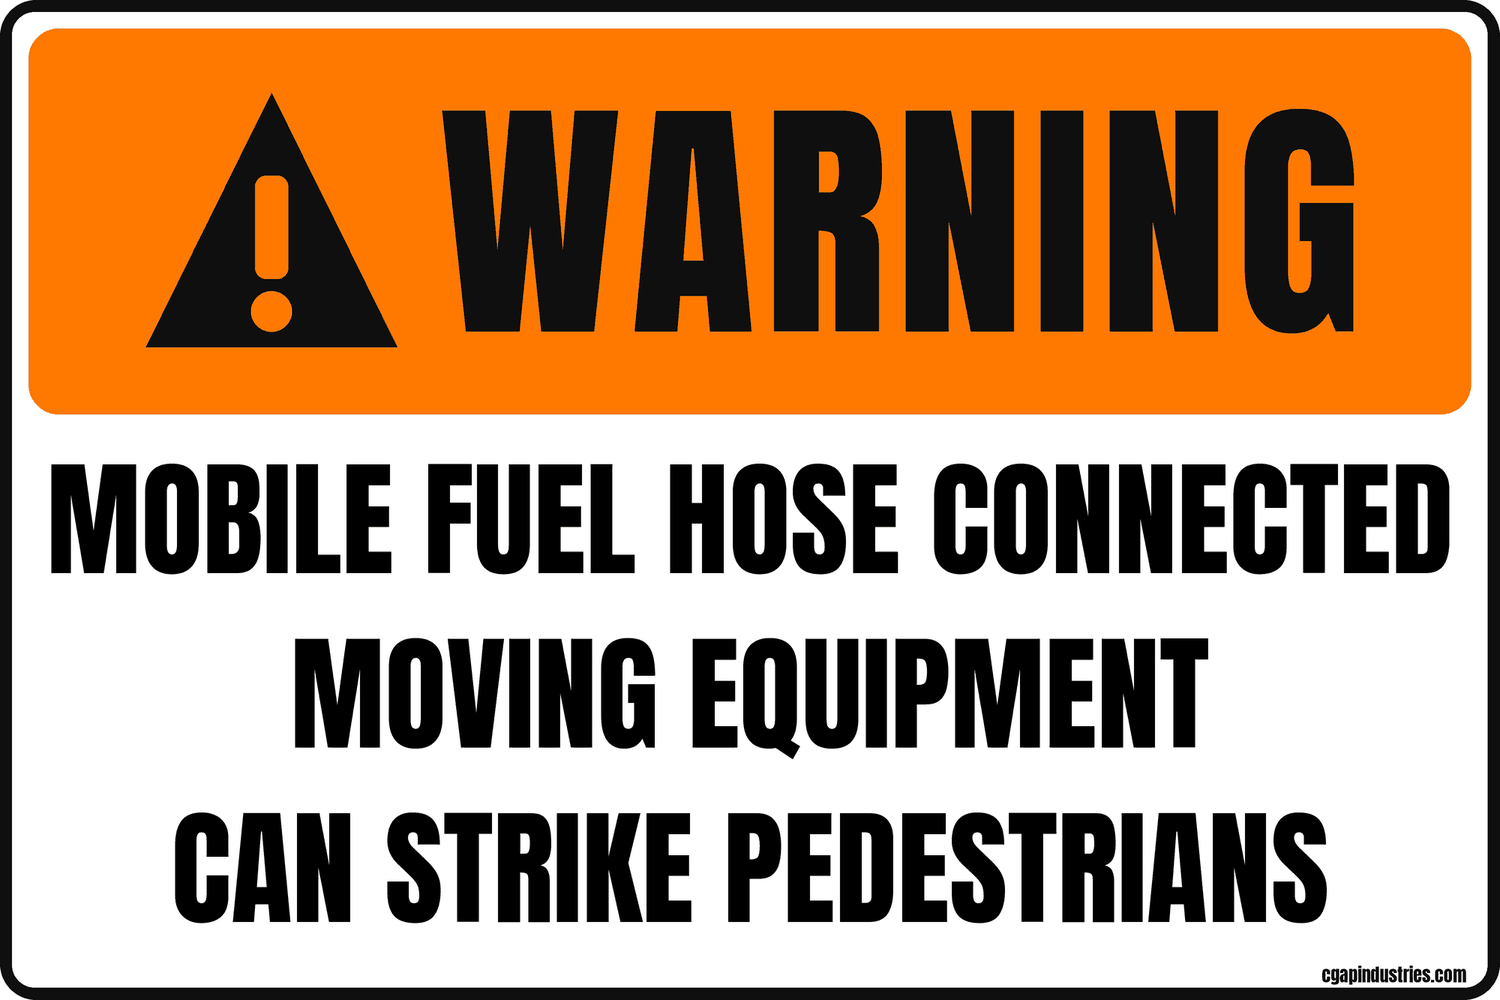 WARNING
MOBILE FUEL HOSE CONNECTED
MOVING EQUIPMENT
CAN STRIKE PEDESTRIANS
cgapindustries.com